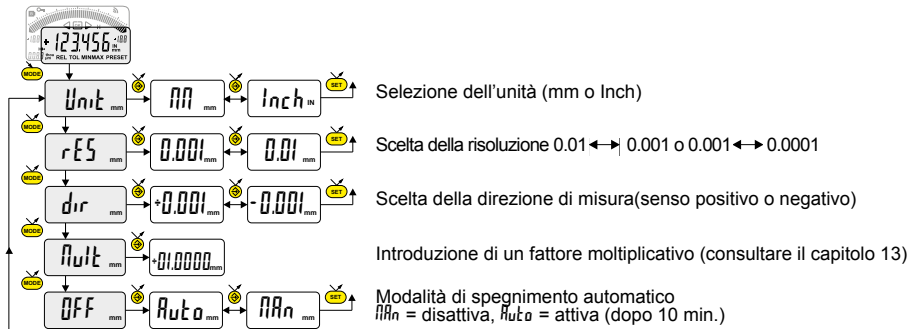 + 123.456 IN mm
REL TOL MINMAX PRESET
MODE
Unit mm MM mm Inch IN SET Selezione dell'unità (mm o Inch)
MODE
rES mm 0.001 mm 0.01 mm SET Scelta della risoluzione 0.01 ↔ 0.001 o 0.001 ↔ 0.0001
MODE
dir mm +0.001 mm -0.001 mm SET Scelta della direzione di misura(senso positivo o negativo)
MODE
Mult mm +01.0000 mm Introduzione di un fattore moltiplicativo (consultare il capitolo 13)
MODE
OFF mm Auto mm MAn mm SET Modalità di spegnimento automatico
MAn = disattiva, Auto = attiva (dopo 10 min.)